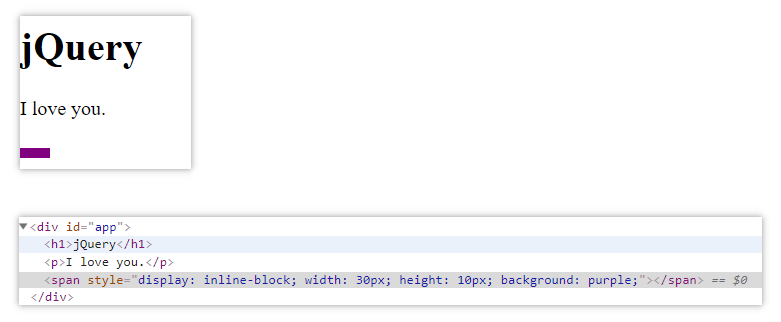 jQuery
I love you.
<div id="app">
<h1>jQuery</h1>
<p>I love you.</p>
<span style="display: inline-block; width: 30px; height: 10px; background: purple;"></span> == $0
</div>